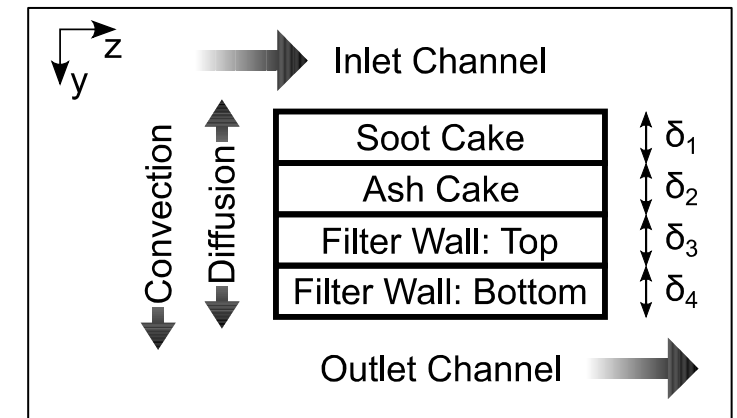 z
y
Inlet Channel
Convection
Diffusion
Soot Cake
δ1
Ash Cake
δ2
Filter Wall: Top
δ3
Filter Wall: Bottom
δ4
Outlet Channel